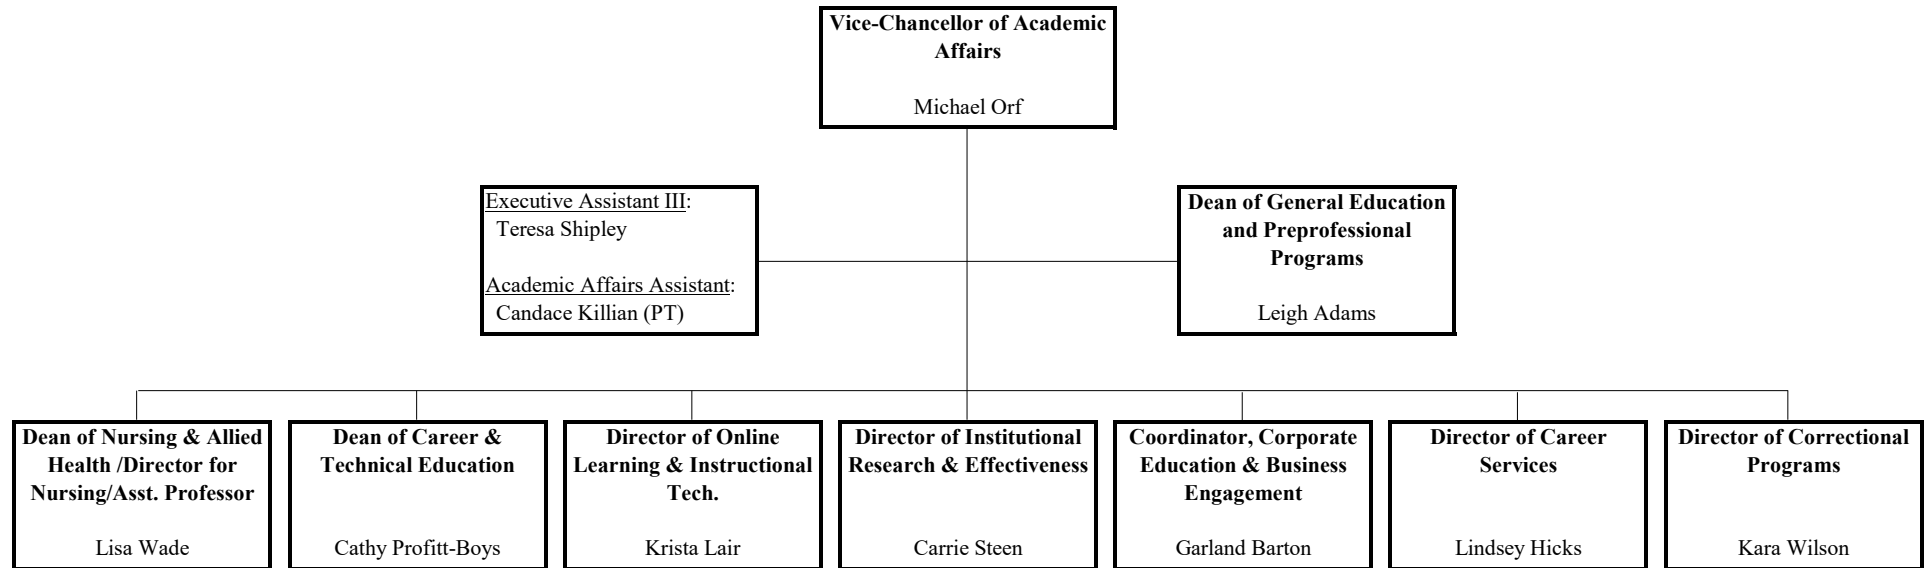 Vice-Chancellor of Academic
Affairs
Michael Orf
Executive Assistant III:
Teresa Shipley
Academic Affairs Assistant:
Candace Killian (PT)
Dean of General Education
and Preprofessional
Programs
Leigh Adams
Dean of Nursing & Allied
Health /Director for
Nursing/Asst. Professor
Lisa Wade
Dean of Career &
Technical Education
Cathy Profitt-Boys
Director of Online
Learning & Instructional
Tech.
Krista Lair
Director of Institutional
Research & Effectiveness
Carrie Steen
Coordinator, Corporate
Education & Business
Engagement
Garland Barton
Director of Career
Services
Lindsey Hicks
Director of Correctional
Programs
Kara Wilson